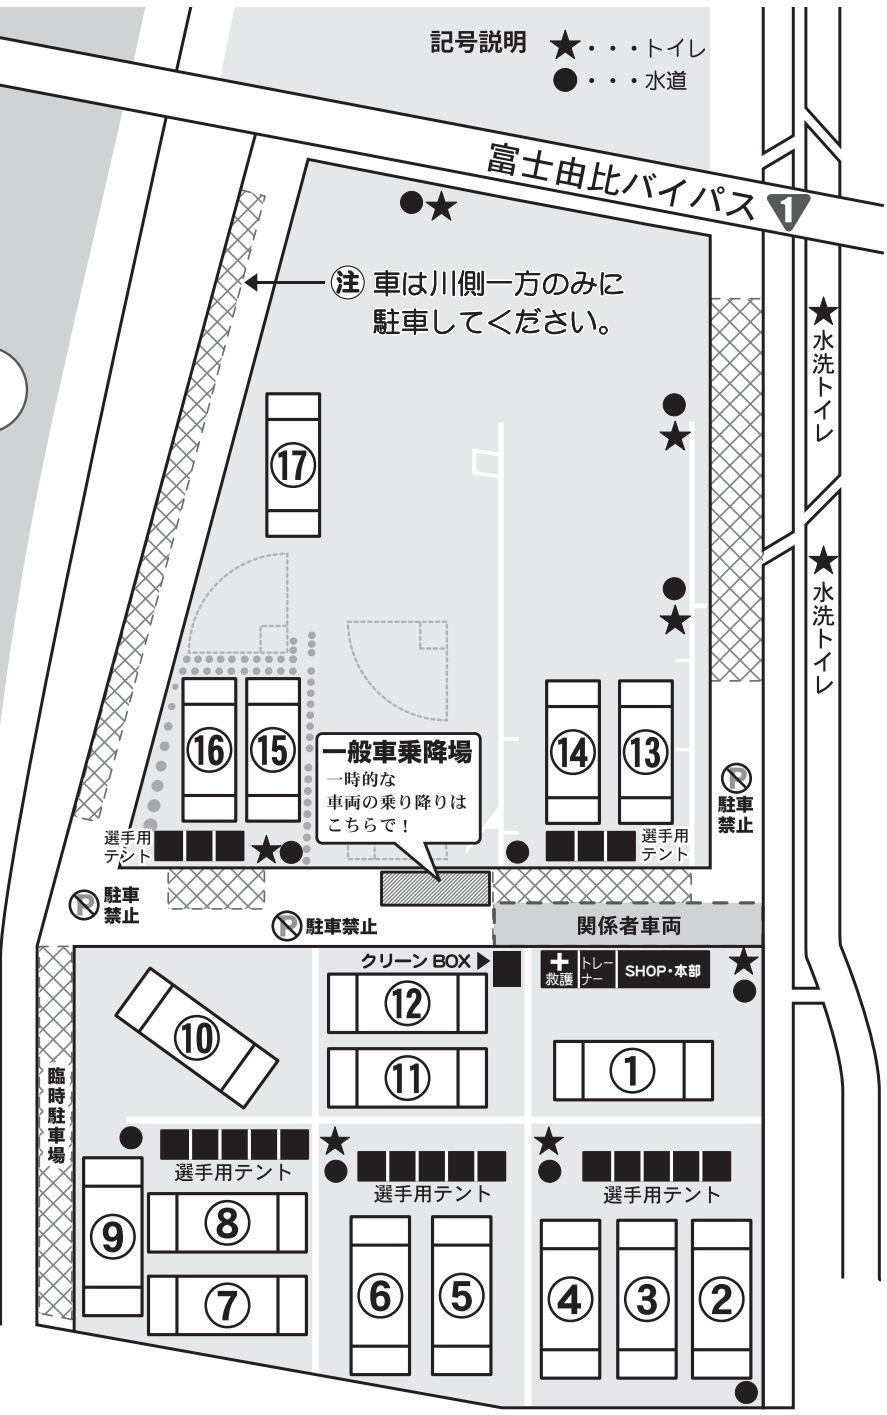 記号説明
★・・・トイレ
●・・・水道
富士由比バイパス 1
注 車は川側一方のみに
駐車してください。
水洗トイレ
⑰
水洗トイレ
⑯
⑮
⑭
⑬
一般車乗降場
一時的な
車両の乗り降りは
こちらで！
駐車
禁止
選手用
テント
選手用
テント
駐車
禁止
駐車禁止
関係者車両
クリーンBOX▶
救護
トレー
ナー
SHOP・本部
⑩
⑫
⑪
①
臨時駐車場
選手用テント
選手用テント
選手用テント
⑨
⑧
⑦
⑥
⑤
④
③
②